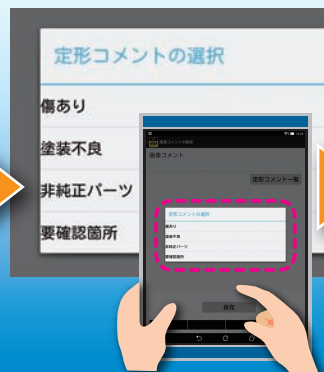 定形コメントの選択
傷あり
塗装不良
非純正パーツ
要確認箇所
画像コメント
定形コメント一覧
定形コメントの選択
傷あり
塗装不良
非純正パーツ
要確認箇所
保存